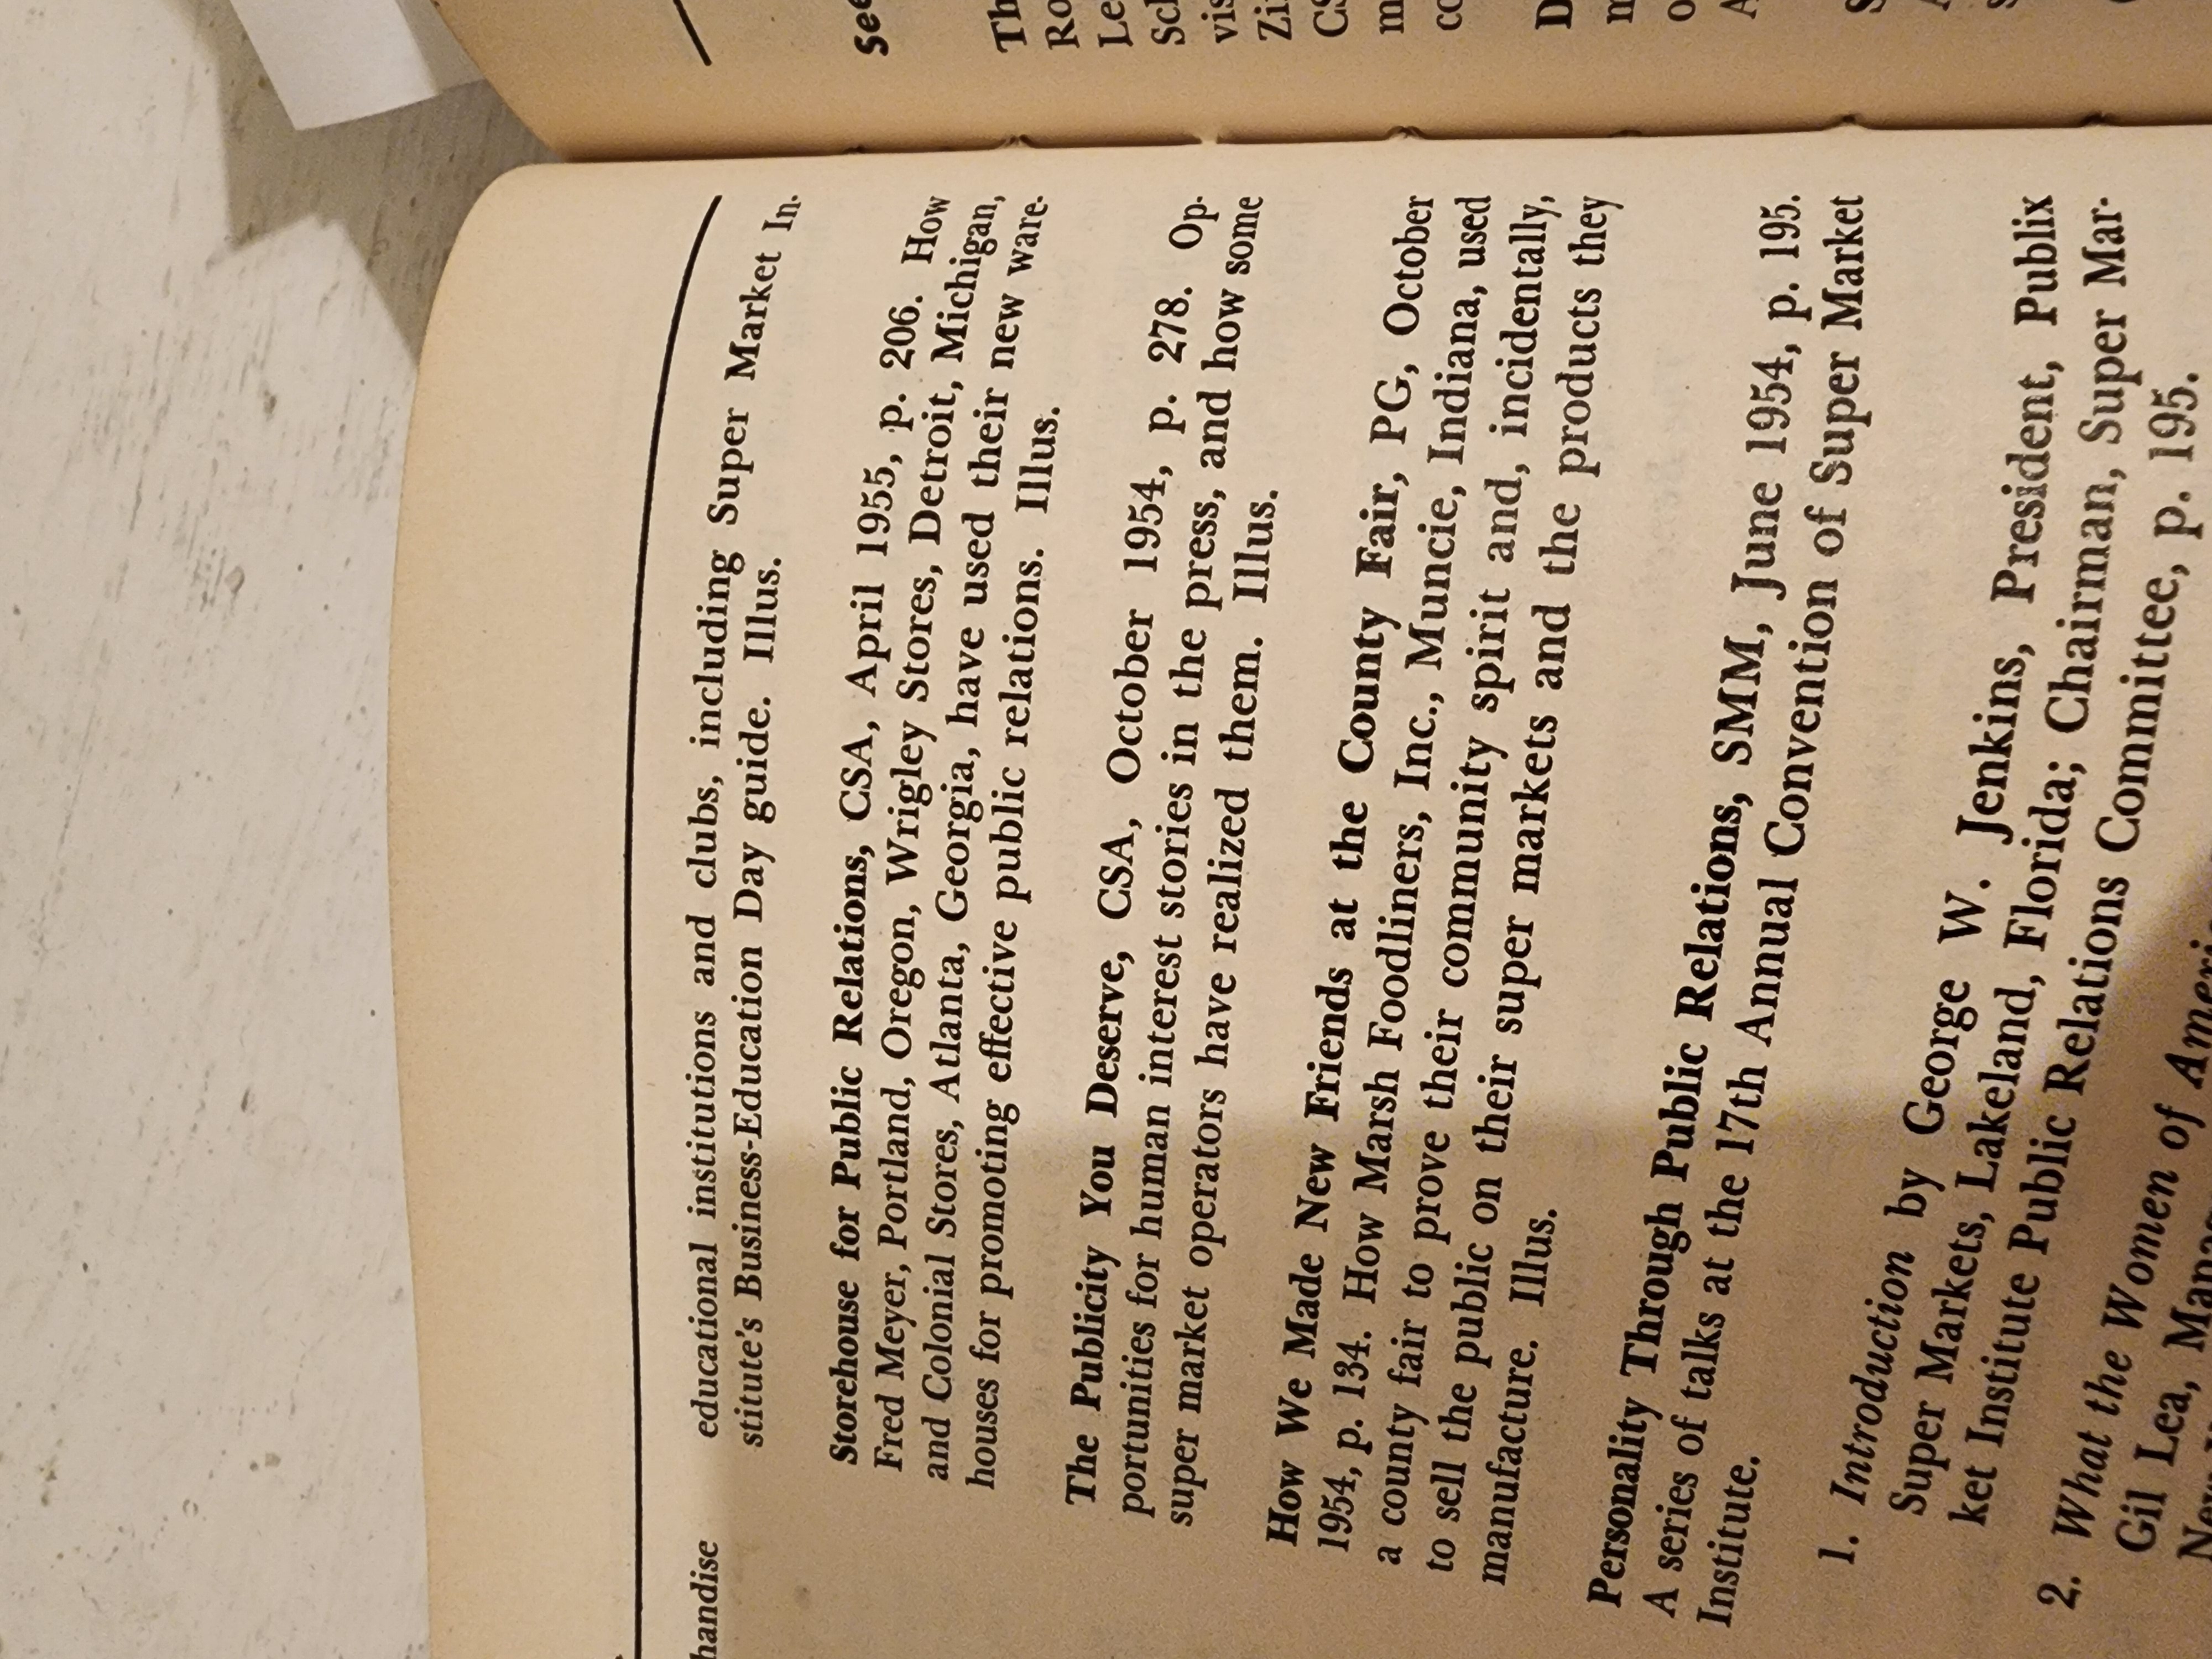 handise
educational institutions and clubs, including Super Market In-
stitute's Business-Education Day guide. Illus.
Storehouse for Public Relations, CSA, April 1955, p. 206. How
Fred Meyer, Portland, Oregon, Wrigley Stores, Detroit, Michigan,
and Colonial Stores, Atlanta, Georgia, have used their new ware-
houses for promoting effective public relations. Illus.
The Publicity You Deserve, CSA, October 1954, p. 278. Op-
portunities for human interest stories in the press, and how some
super market operators have realized them. Illus.
How We Made New Friends at the County Fair, PG, October
1954, p. 134. How Marsh Foodliners, Inc., Muncie, Indiana, used
a county fair to prove their community spirit and, incidentally,
to sell the public on their super markets and the products they
manufacture. Illus.
Personality Through Public Relations, SMM, June 1954, p. 195.
A series of talks at the 17th Annual Convention of Super Market
Institute.
1. Introduction by George W. Jenkins, President, Publix
Super Markets, Lakeland, Florida; Chairman, Super Mar-
ket Institute Public Relations Committee, p. 195.
2. What the Women of Americ
Gil Lea, Mana